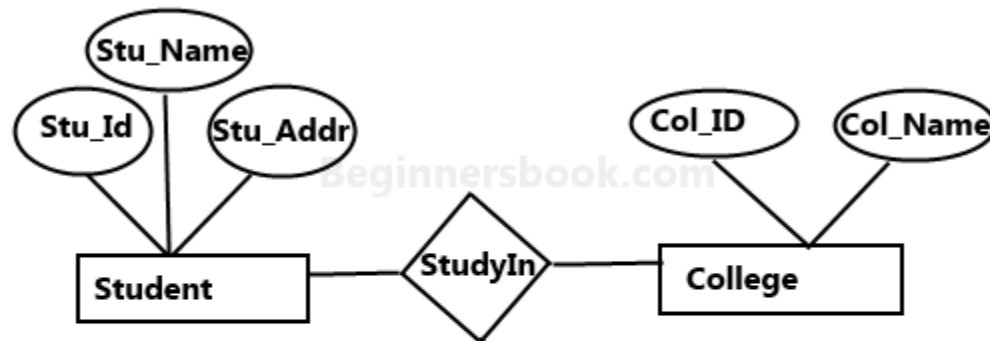 Stu_Name
Stu_Id
Stu_Addr
Col_ID
Col_Name
Beginnersbook.com
Student
StudyIn
College